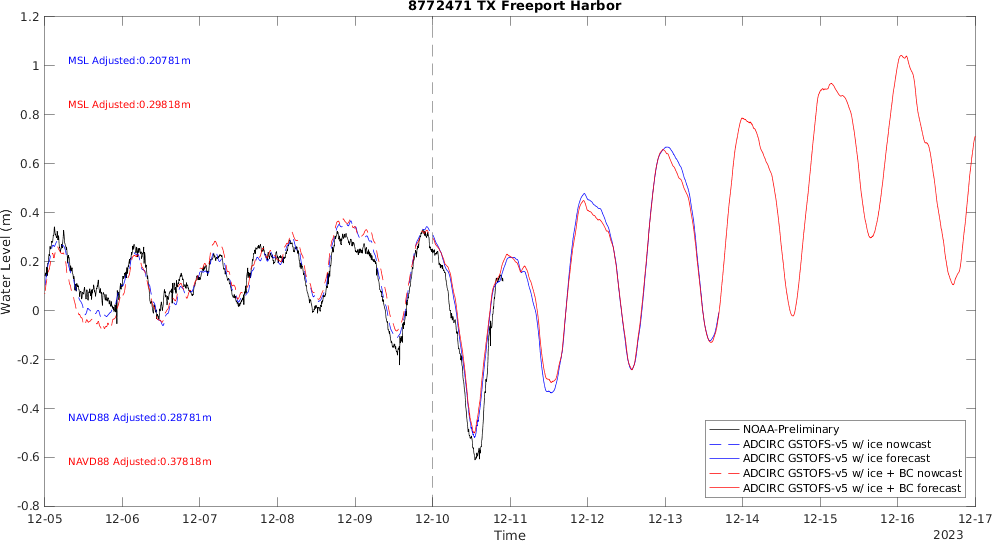 8772471 TX Freeport Harbor
1.2
1
0.8
0.6
0.4
0.2
0
-0.2
-0.4
-0.6
-0.8
Water Level (m)
MSL Adjusted:0.20781m
MSL Adjusted:0.29818m
NAVD88 Adjusted:0.28781m
NAVD88 Adjusted:0.37818m
NOAA-Preliminary
ADCIRC GSTOFS-v5 w/ ice nowcast
ADCIRC GSTOFS-v5 w/ ice forecast
ADCIRC GSTOFS-v5 w/ ice + BC nowcast
ADCIRC GSTOFS-v5 w/ ice + BC forecast
12-05 12-06 12-07 12-08 12-09 12-10 12-11 12-12 12-13 12-14 12-15 12-16 12-17
Time
2023